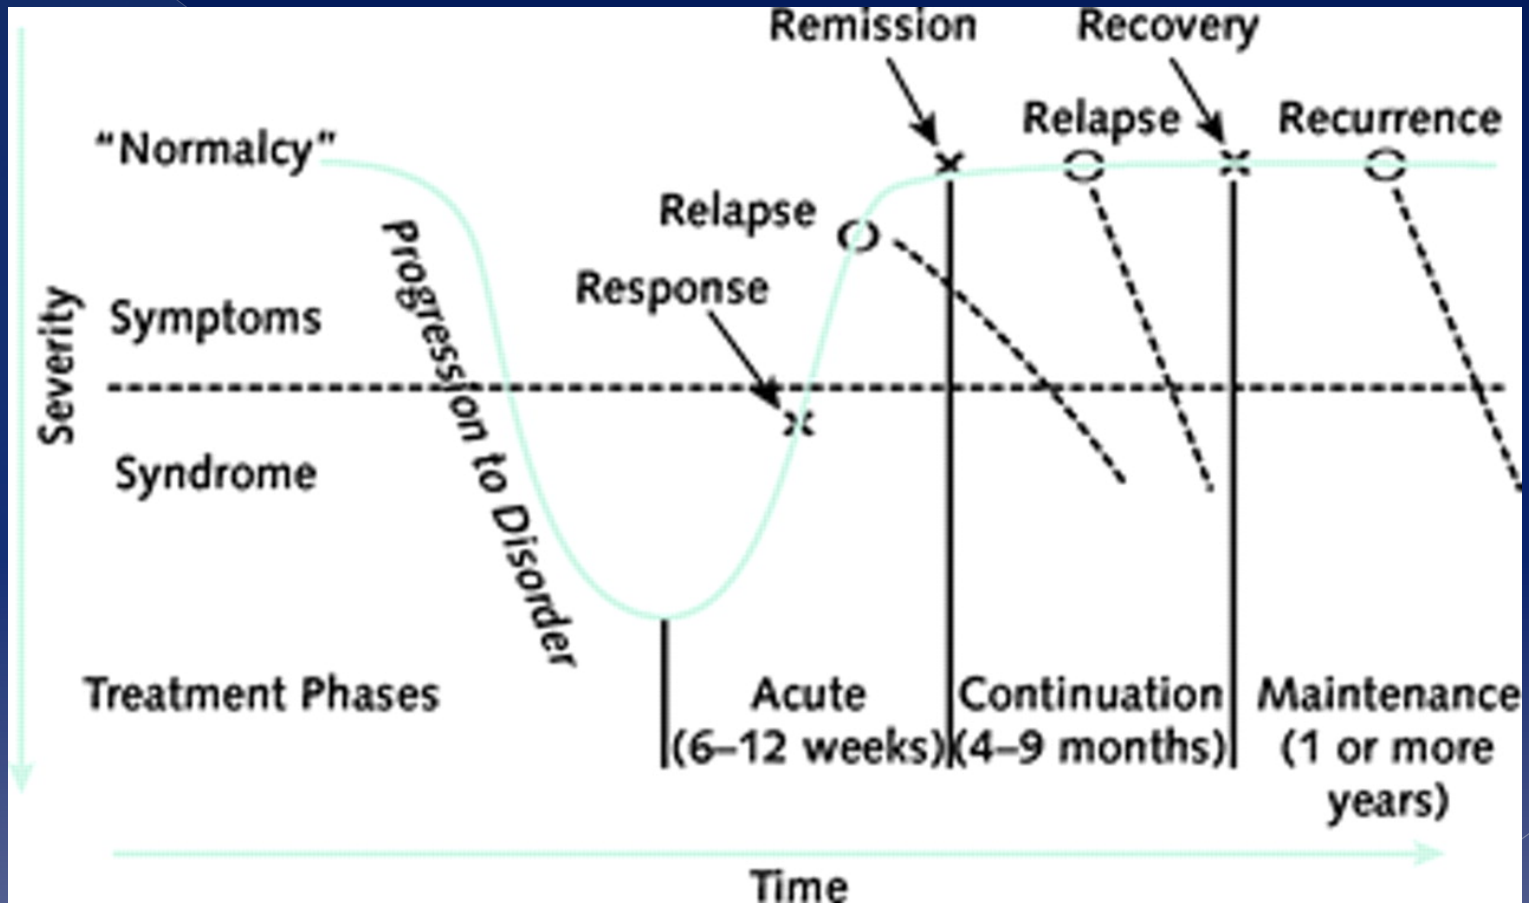 Remission
Recovery
Relapse
Recurrence
“Normalcy”
Relapse
Response
Progression to Disorder
Symptoms
Severity
Syndrome
Treatment Phases
Acute
(6–12 weeks)
Continuation
(4–9 months)
Maintenance
(1 or more
years)
Time